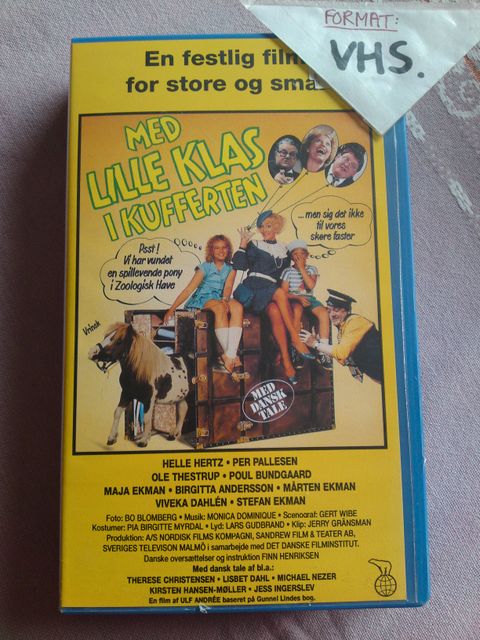 FORMAT:
VHS.
En festlig film
for store og små
MED
LILLE KLAS
I KUFFERTEN
...men sig det ikke
til vores
skøre faster
Psst!
Vi har vundet
en spillevende pony
i Zoologisk Have
Vrinsk
MED
DANSK
TALE
HELLE HERTZ • PER PALLESEN
OLE THESTRUP • POUL BUNDGAARD
MAJA EKMAN • BIRGITTA ANDERSSON • MÅRTEN EKMAN
VIVEKA DAHLÉN • STEFAN EKMAN
Foto: BO BLOMBERG • Musik: MONICA DOMINIQUE • Scenograf: GERT WIBE
Kostumer: PIA BIRGITTE MYRDAL • Lyd: LARS GUDBRAND • Klip: JERRY GRÄNSMAN
Produktion: A/S NORDISK FILMS KOMPAGNI, SANDREW FILM & TEATER AB,
SVERIGES TELEVISON MALMÖ i samarbejde med DET DANSKE FILMINSTITUT.
Danske oversættelser og instruktion FINN HENRIKSEN
Med dansk tale af bl.a.:
THERESE CHRISTENSEN • LISBET DAHL • MICHAEL NEZER
KIRSTEN HANSEN-MØLLER • JESS INGERSLEV
En film af ULF ANDRÉE baseret på Gunnel Lindes bog.